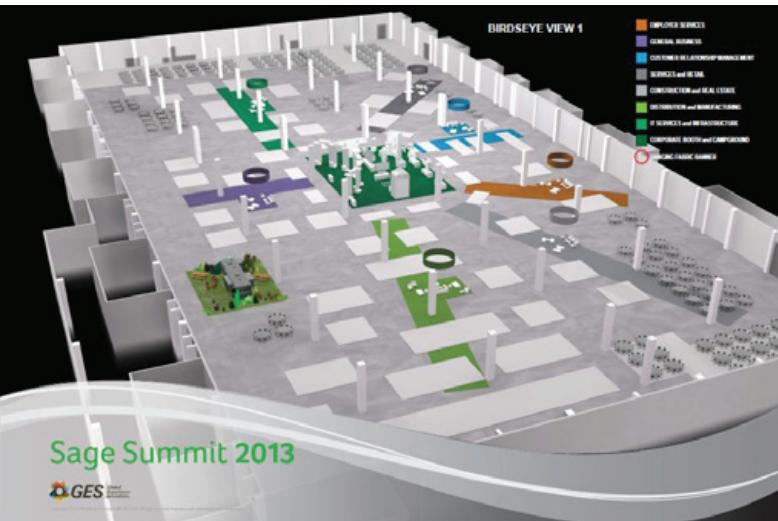 BIRDSEYE VIEW 1
EMPLOYER SERVICES
GENERAL BUSINESS
CUSTOMER RELATIONSHIP MANAGEMENT
SERVICES and RETAIL
CONSTRUCTION and REAL ESTATE
DISTRIBUTION and MANUFACTURING
IT SERVICES and INFRASTRUCTURE
CORPORATE BOOTH and CAMPGROUND
HANGING FABRIC BANNER
Sage Summit 2013
GES